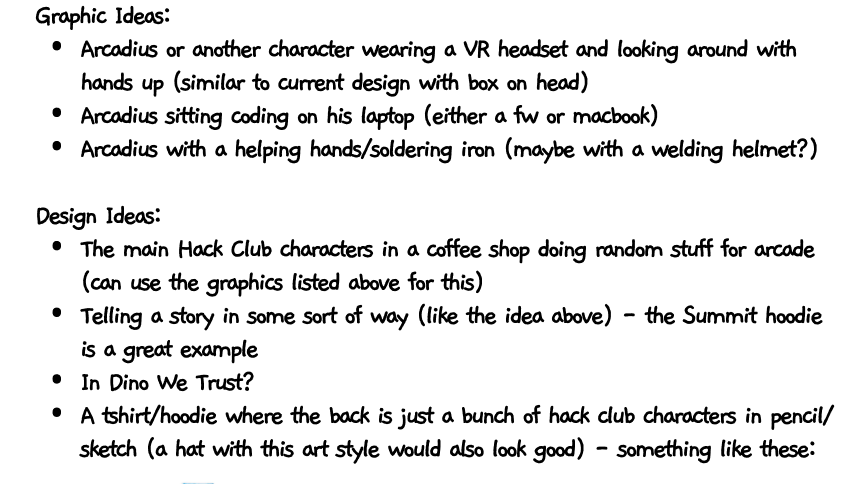 Graphic Ideas:
• Arcadius or another character wearing a VR headset and looking around with
hands up (similar to current design with box on head)
• Arcadius sitting coding on his laptop (either a fw or macbook)
• Arcadius with a helping hands/soldering iron (maybe with a welding helmet?)
Design Ideas:
• The main Hack Club characters in a coffee shop doing random stuff for arcade
(can use the graphics listed above for this)
• Telling a story in some sort of way (like the idea above) - the Summit hoodie
is a great example
• In Dino We Trust?
• A tshirt/hoodie where the back is just a bunch of hack club characters in pencil/
sketch (a hat with this art style would also look good) - something like these: